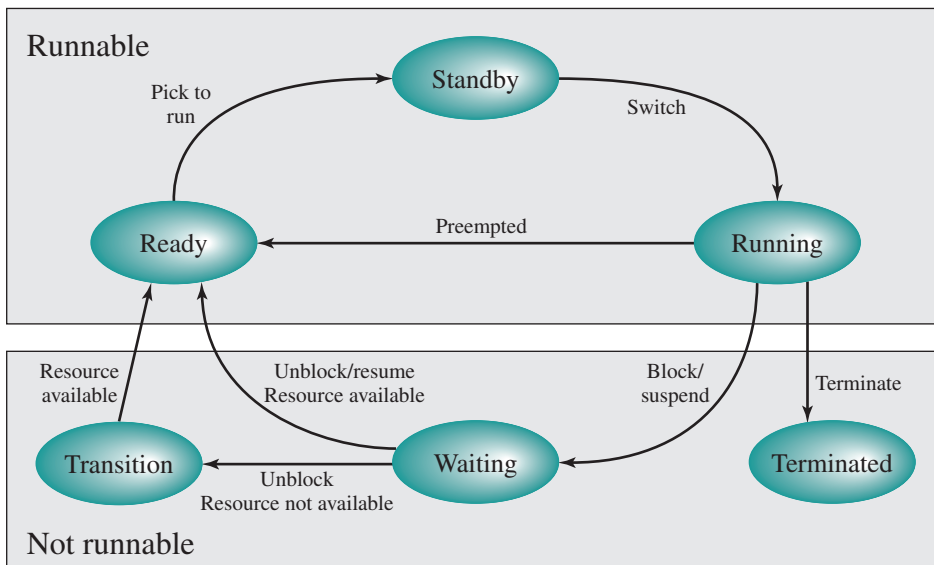 Runnable
Standby
Pick to
run
Switch
Ready
Preempted
Running
Resource
available
Unblock/resume
Resource available
Block/
suspend
Terminate
Transition
Waiting
Terminated
Unblock
Resource not available
Not runnable